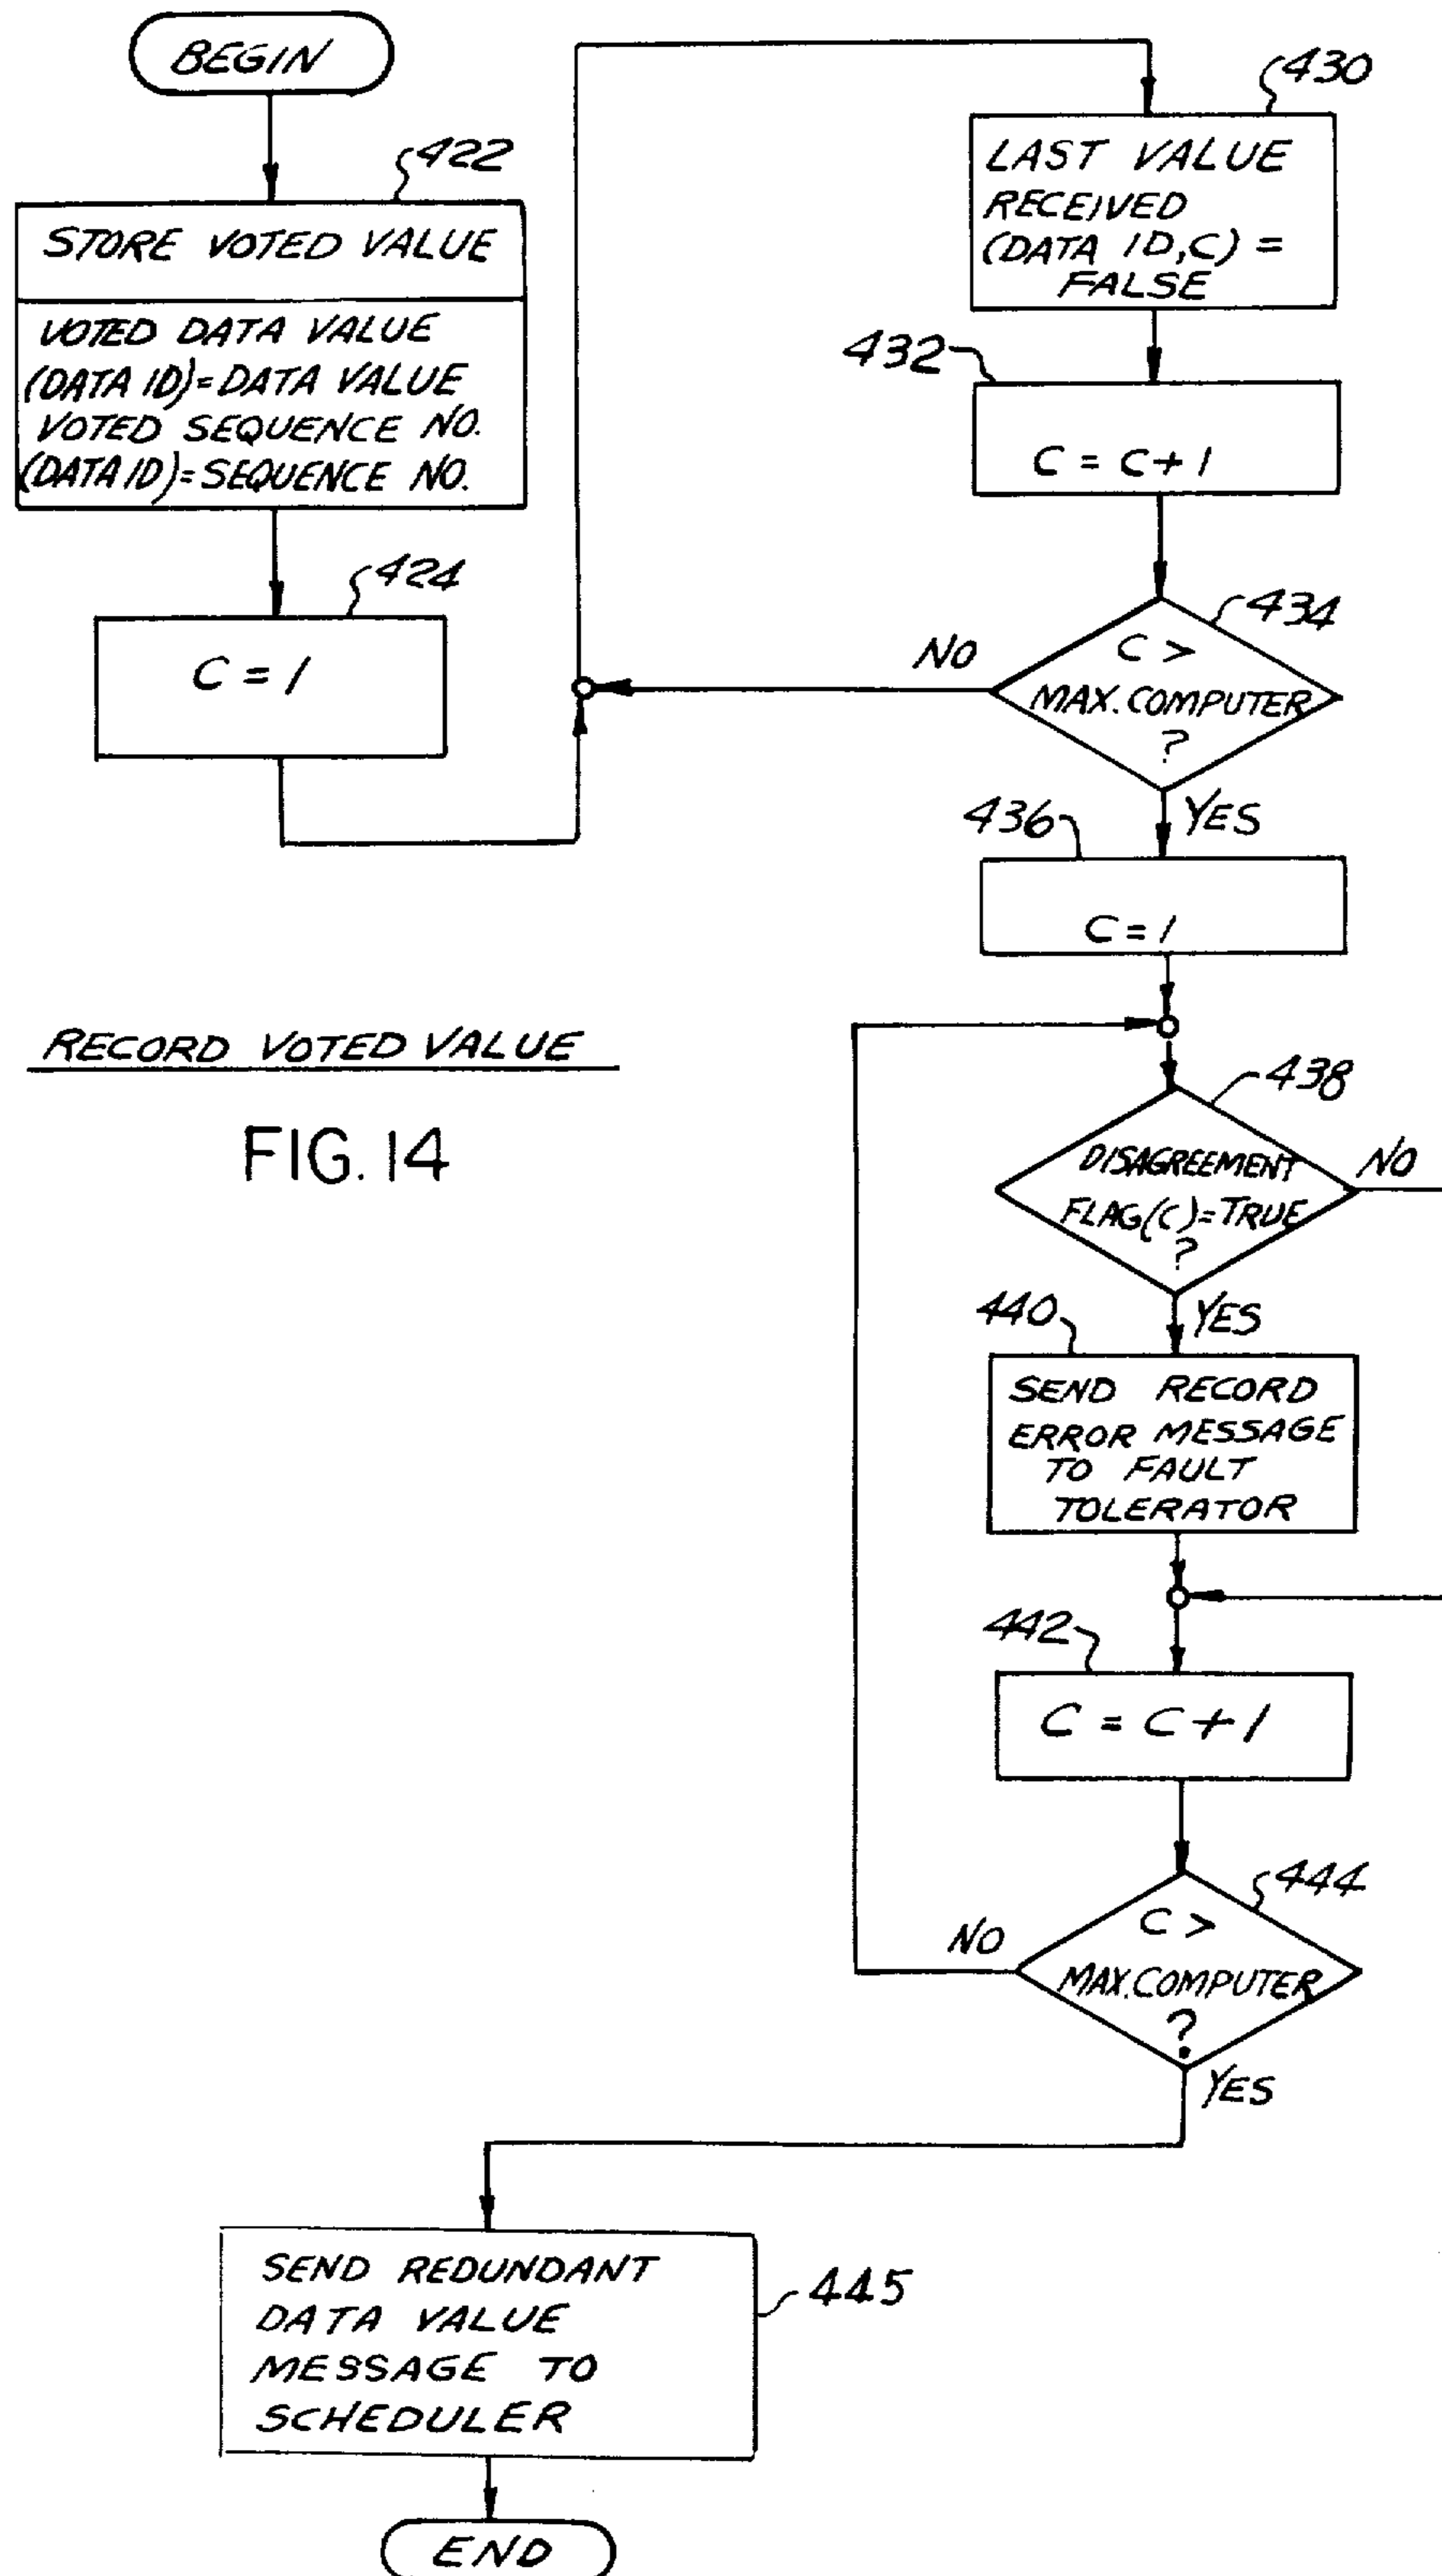 BEGIN
422
STORE VOTED VALUE
VOTED DATA VALUE
(DATA ID)=DATA VALUE
VOTED SEQUENCE NO.
(DATA ID)=SEQUENCE NO.
424
C = 1
430
LAST VALUE
RECEIVED
(DATA ID,C) =
FALSE
432
C = C + 1
434
C >
MAX. COMPUTER
?
NO
YES
436
C = 1
RECORD VOTED VALUE
FIG. 14
438
DISAGREEMENT
FLAG(C)=TRUE
?
NO
YES
440
SEND RECORD
ERROR MESSAGE
TO FAULT
TOLERATOR
442
C = C + 1
444
C >
MAX. COMPUTER
?
NO
YES
445
SEND REDUNDANT
DATA VALUE
MESSAGE TO
SCHEDULER
END